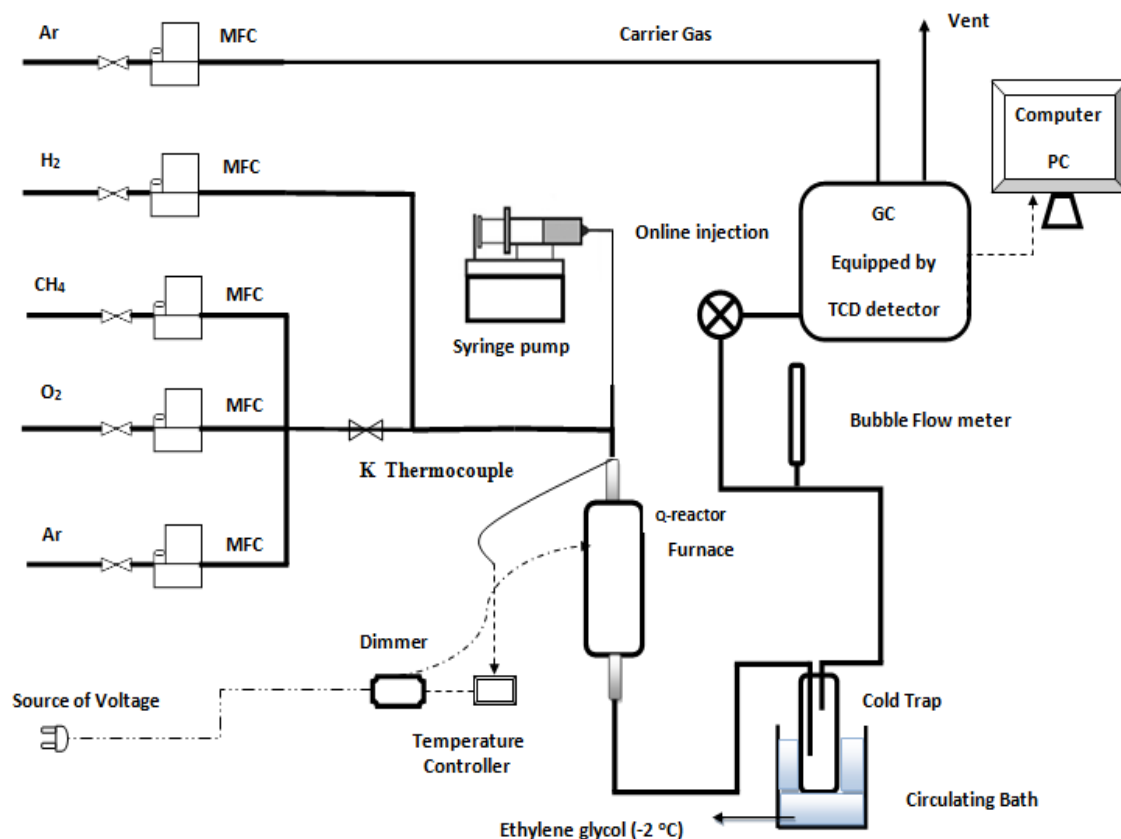 Ar
MFC
Carrier Gas
Vent
Computer
PC
H2
MFC
GC
Equipped by
TCD detector
Online injection
Syringe pump
CH4
MFC
O2
MFC
Bubble Flow meter
K Thermocouple
Q-reactor
Furnace
Ar
MFC
Dimmer
Source of Voltage
Temperature
Controller
Cold Trap
Circulating Bath
Ethylene glycol (-2 °C)